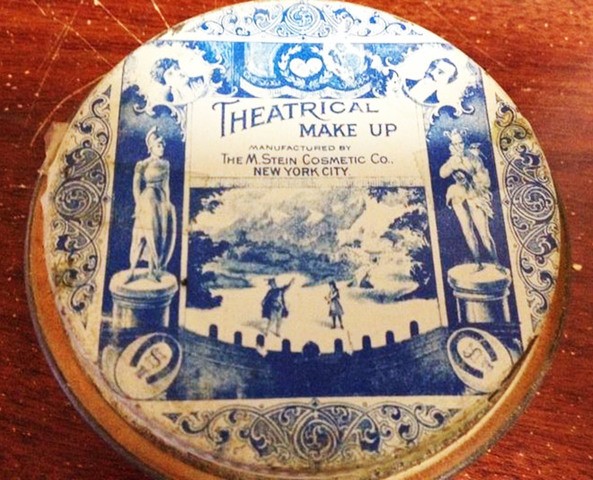 THEATRICAL
MAKE UP
MANUFACTURED BY
THE M. STEIN COSMETIC CO.,
NEW YORK CITY